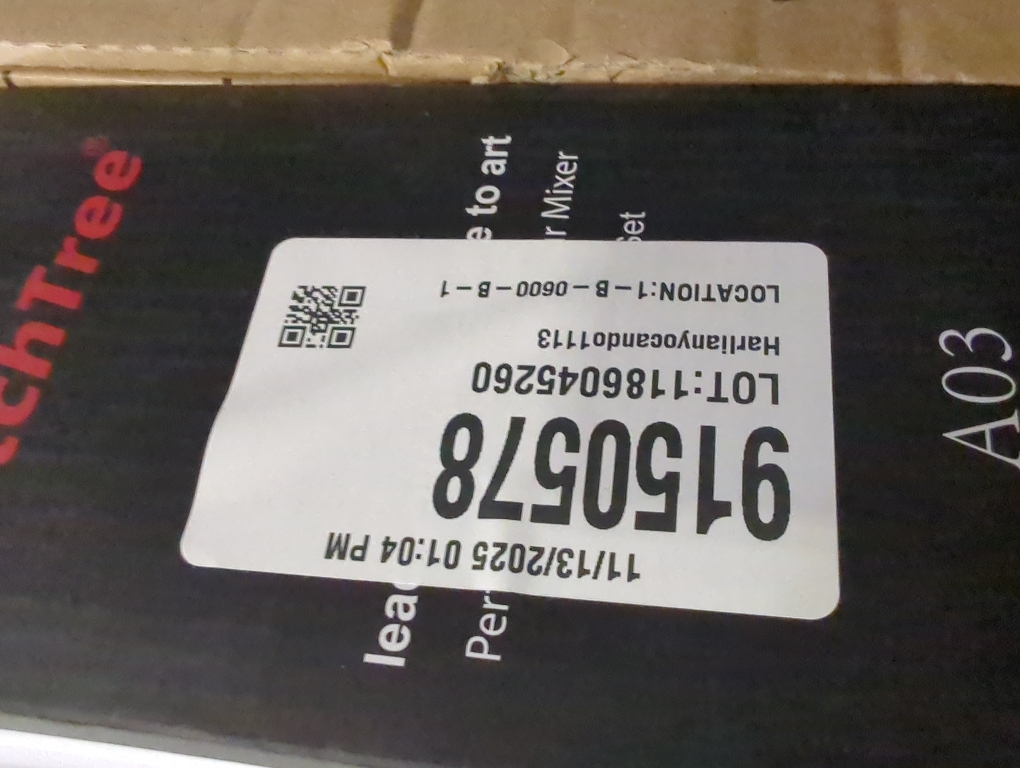 11/13/2025 01:04 PM
9150578
LOT:1186045260
Harlianyocando1113
LOCATION:1-B-0600-B-1
chTree®
lea
e to art
Per
r Mixer
Set
A03